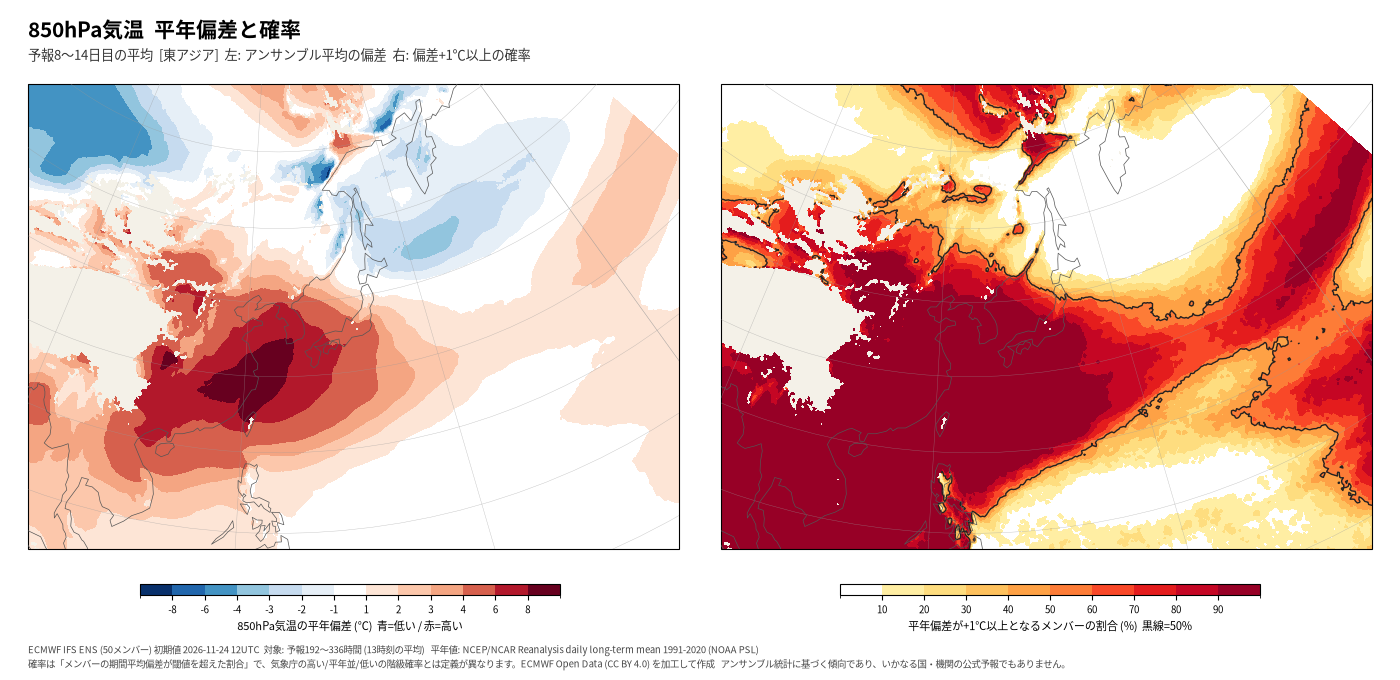 850hPa気温 平年偏差と確率
予報8～14日目の平均 [東アジア] 左: アンサンブル平均の偏差 右: 偏差+1℃以上の確率
-8 -6 -4 -3 -2 -1 1 2 3 4 6 8
850hPa気温の平年偏差 (℃) 青=低い / 赤=高い
10 20 30 40 50 60 70 80 90
平年偏差が+1℃以上となるメンバーの割合 (%) 黒線=50%
ECMWF IFS ENS (50メンバー) 初期値 2026-11-24 12UTC 対象: 予報192～336時間 (13時刻の平均) 平年値: NCEP/NCAR Reanalysis daily long-term mean 1991-2020 (NOAA PSL)
確率は「メンバーの期間平均偏差が閾値を超えた割合」で、気象庁の高い/平年並/低いの階級確率とは定義が異なります。ECMWF Open Data (CC BY 4.0) を加工して作成 アンサンブル統計に基づく傾向であり、いかなる国・機関の公式予報でもありません。